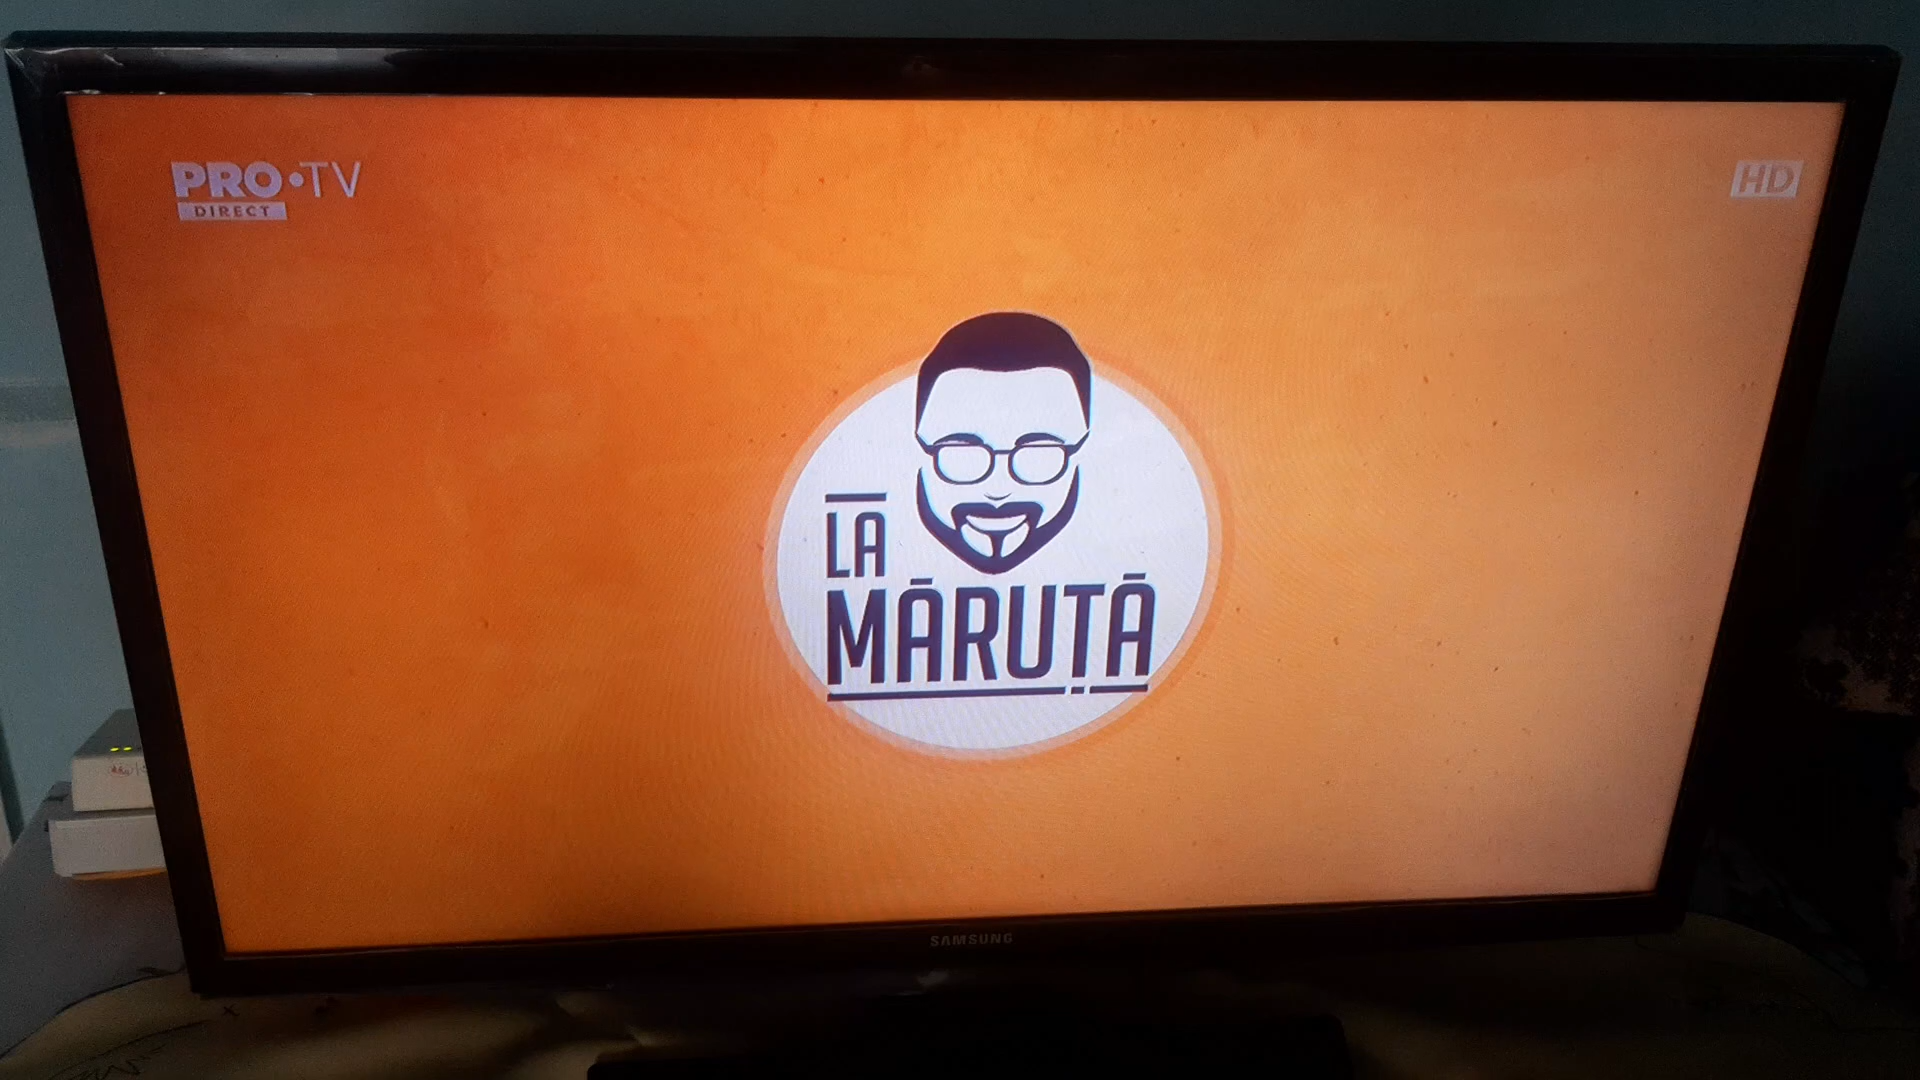 PRO•TV
DIRECT
HD
LA
MĂRUȚĂ
SAMSUNG